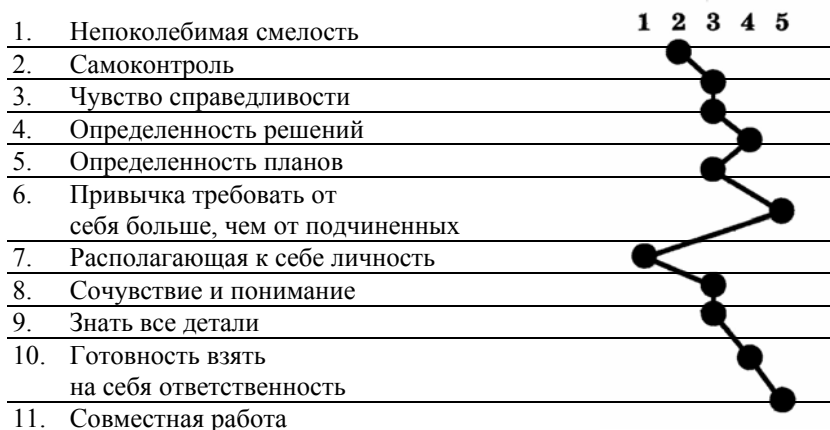 1 2 3 4 5
1. Непоколебимая смелость
2. Самоконтроль
3. Чувство справедливости
4. Определенность решений
5. Определенность планов
6. Привычка требовать от
себя больше, чем от подчиненных
7. Располагающая к себе личность
8. Сочувствие и понимание
9. Знать все детали
10. Готовность взять
на себя ответственность
11. Совместная работа